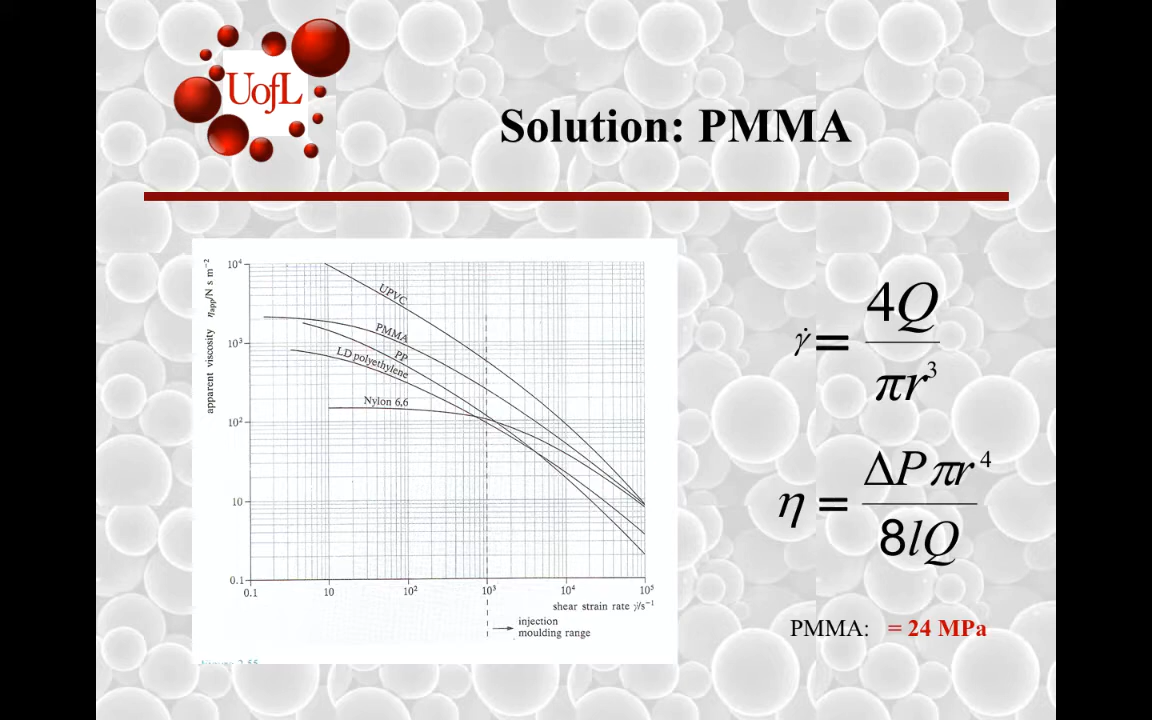 UofL
Solution: PMMA
apparent viscosity η_app/N s m⁻²
10⁴
10³
10²
10
0.1
UPVC
PMMA
PP
LD polyethylene
Nylon 6,6
0.1 10 10² 10³ 10⁴ 10⁵
shear strain rate γ̇/s⁻¹
→ injection
moulding range
γ̇ = 4Q / πr³
η = ΔPπr⁴ / 8lQ
PMMA: = 24 MPa